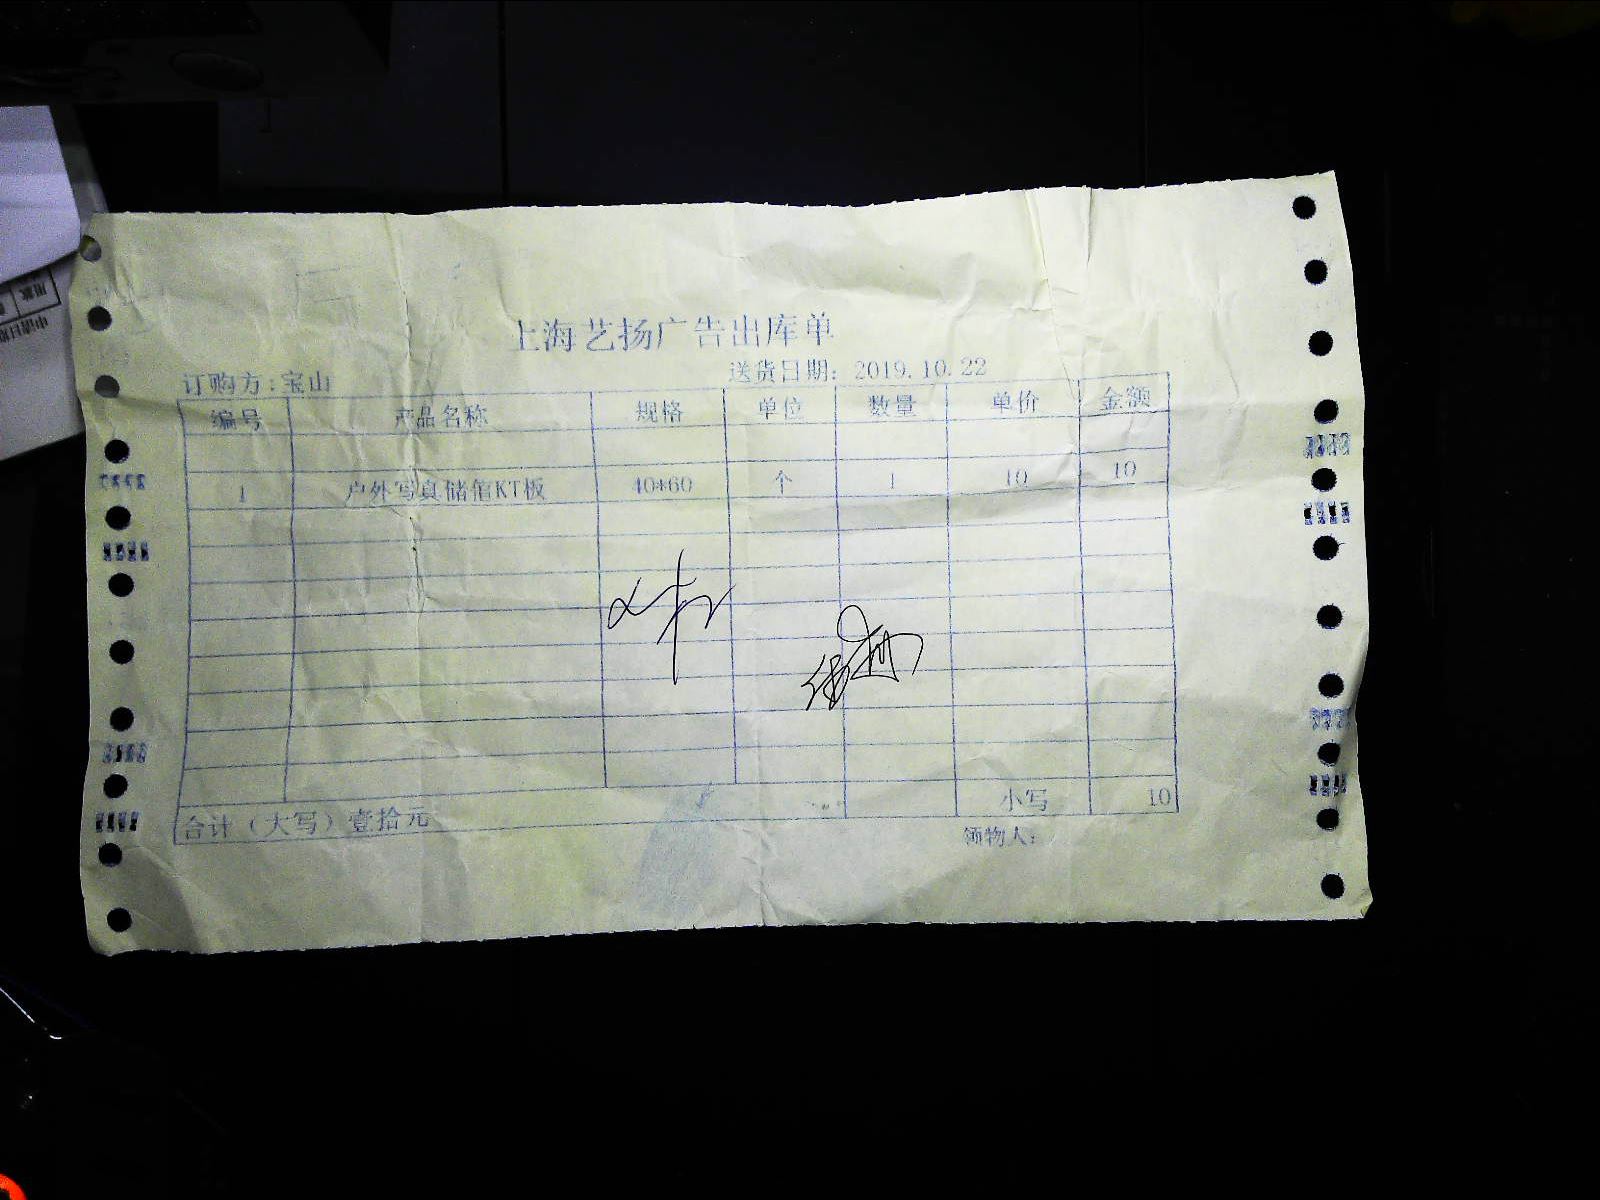 上海艺扬广告出库单
订购方:宝山 送货日期: 2019.10.22
编号 产品名称 规格 单位 数量 单价 金额
1 户外写真储值KT板 40*60 个 1 10 10
合计（大写）壹拾元 小写 10
领物人: